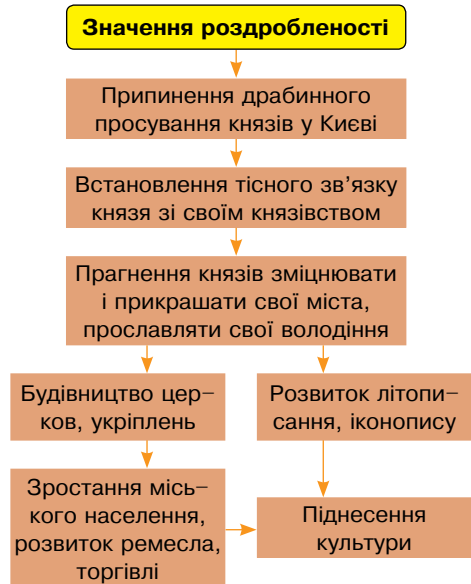 Значення роздробленості
Припинення драбинного
просування князів у Києві
Встановлення тісного зв’язку
князя зі своїм князівством
Прагнення князів зміцнювати
і прикрашати свої міста,
прославляти свої володіння
Будівництво цер-
ков, укріплень
Розвиток літопи-
сання, іконопису
Зростання місь-
кого населення,
розвиток ремесла,
торгівлі
Піднесення
культури